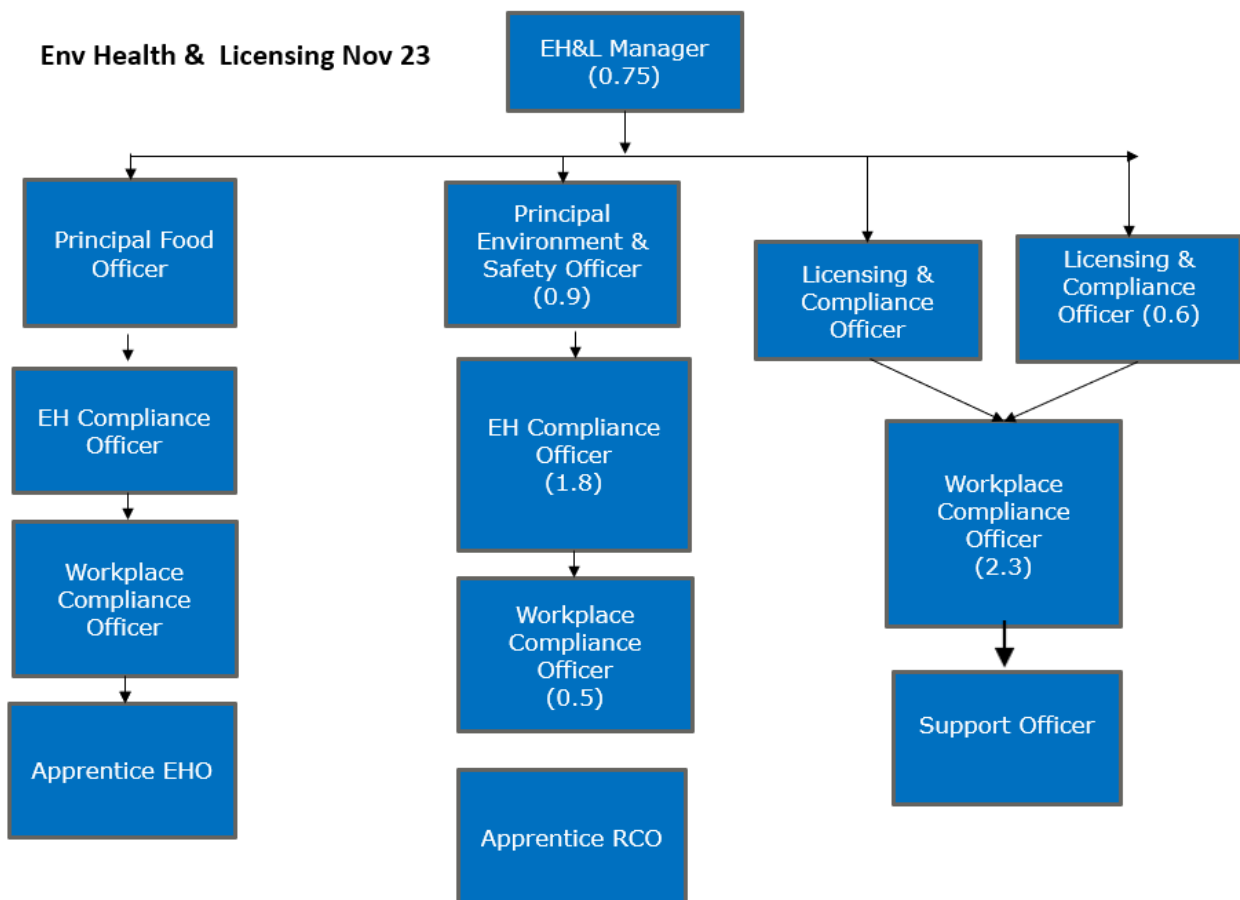 Env Health & Licensing Nov 23
EH&L Manager
(0.75)
Principal Food
Officer
Principal
Environment &
Safety Officer
(0.9)
Licensing &
Compliance
Officer
Licensing &
Compliance
Officer (0.6)
EH Compliance
Officer
EH Compliance
Officer
(1.8)
Workplace
Compliance
Officer
(2.3)
Workplace
Compliance
Officer
Workplace
Compliance
Officer
(0.5)
Support Officer
Apprentice EHO
Apprentice RCO